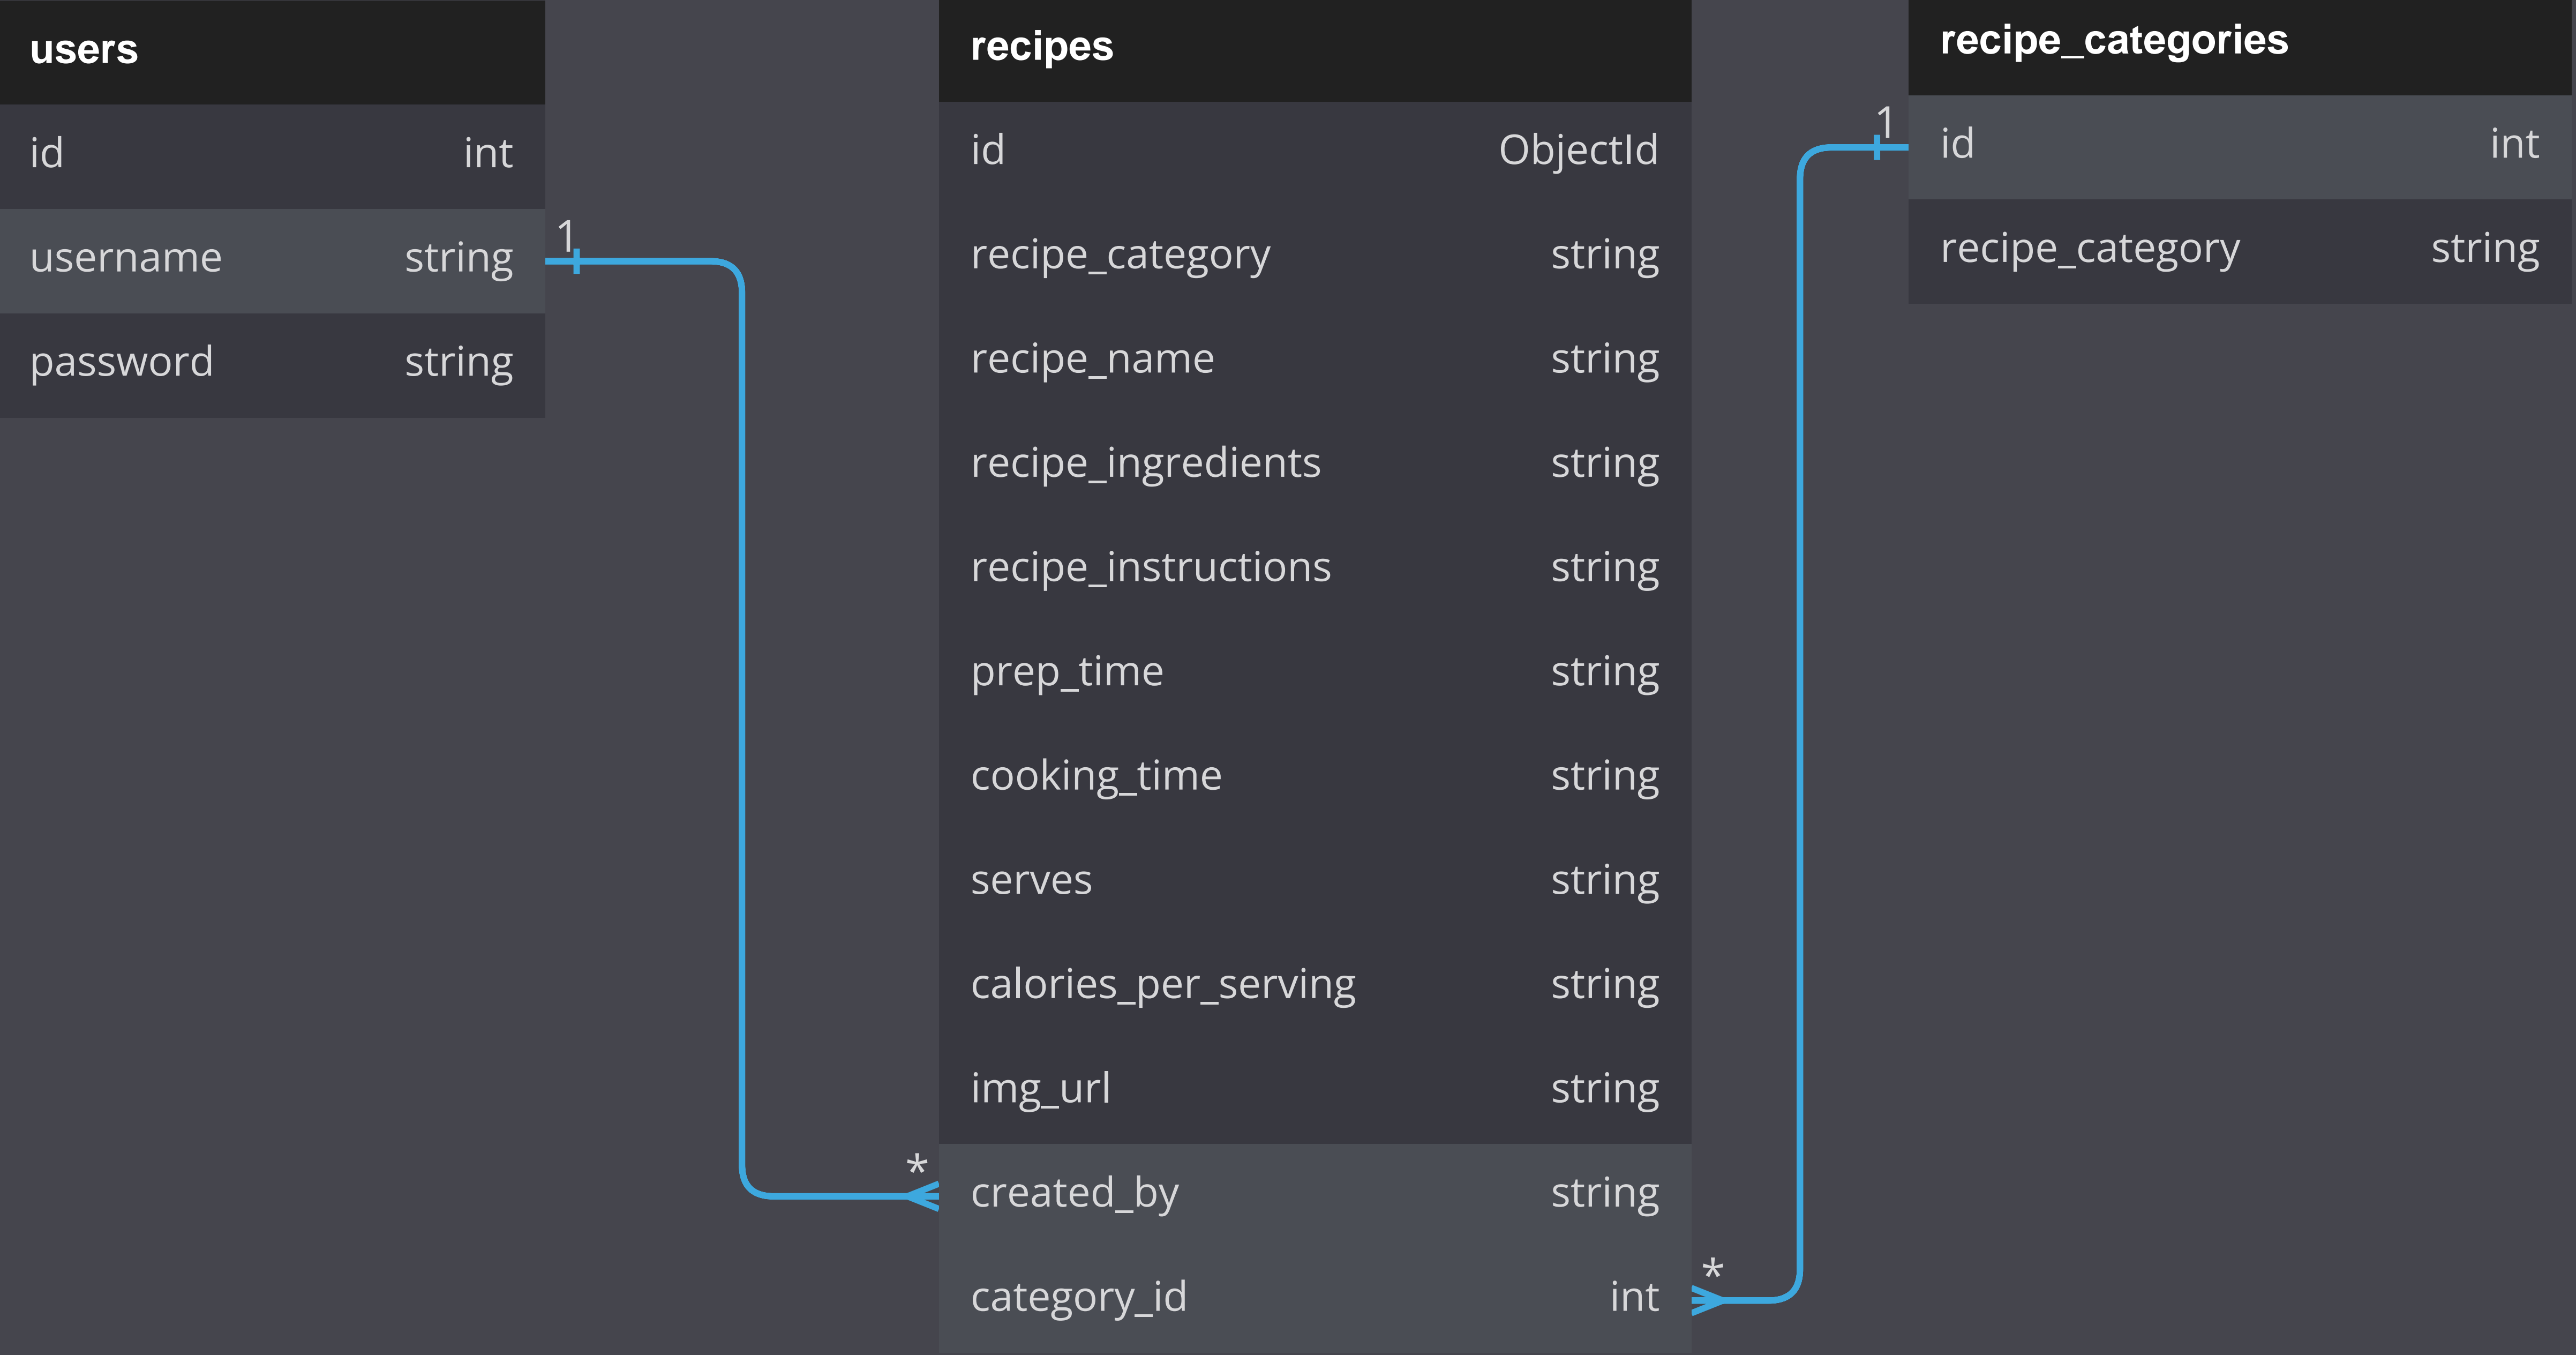 users
id int
username string
password string
1
*
recipes
id ObjectId
recipe_category string
recipe_name string
recipe_ingredients string
recipe_instructions string
prep_time string
cooking_time string
serves string
calories_per_serving string
img_url string
created_by string
category_id int
*
1
recipe_categories
id int
recipe_category string